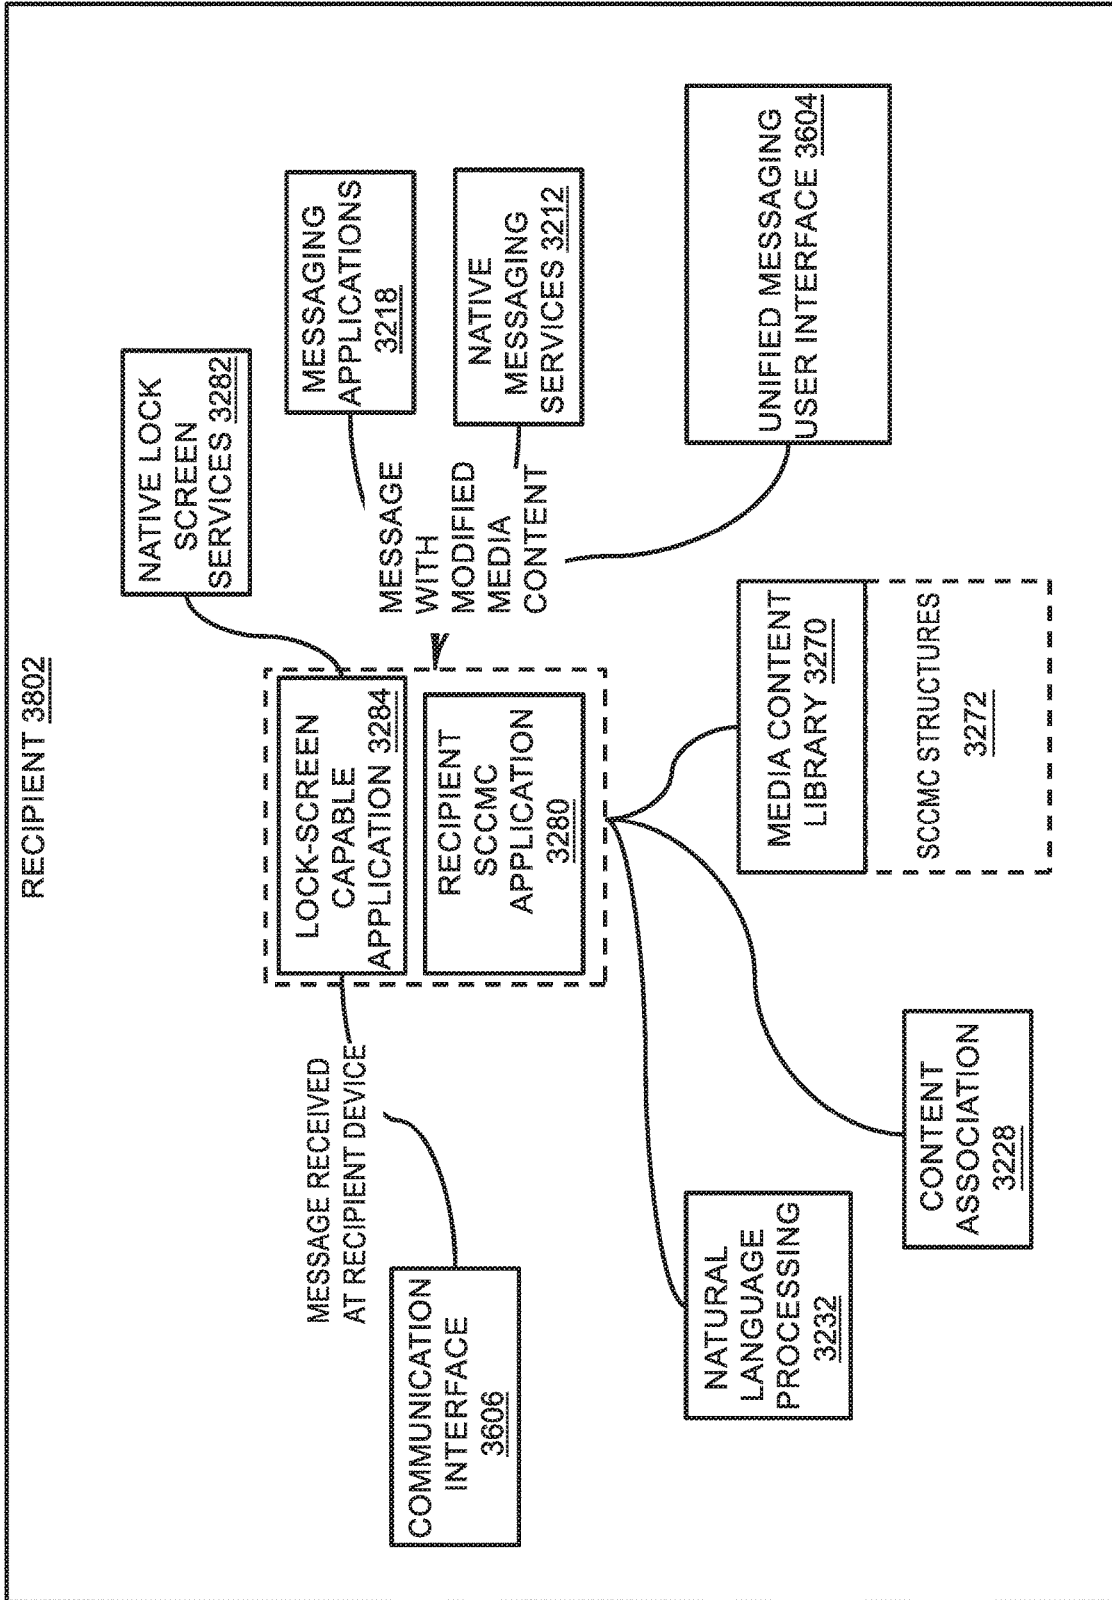 RECIPIENT 3802
NATIVE LOCK
SCREEN
SERVICES 3282
MESSAGE RECEIVED
AT RECIPIENT DEVICE
LOCK-SCREEN
CAPABLE
APPLICATION 3284
MESSAGING
APPLICATIONS
3218
COMMUNICATION
INTERFACE
3606
RECIPIENT
SCCMC
APPLICATION
3280
MESSAGE
WITH
MODIFIED
MEDIA
CONTENT
NATIVE
MESSAGING
SERVICES 3212
NATURAL
LANGUAGE
PROCESSING
3232
CONTENT
ASSOCIATION
3228
MEDIA CONTENT
LIBRARY 3270
SCCMC STRUCTURES
3272
UNIFIED MESSAGING
USER INTERFACE 3604